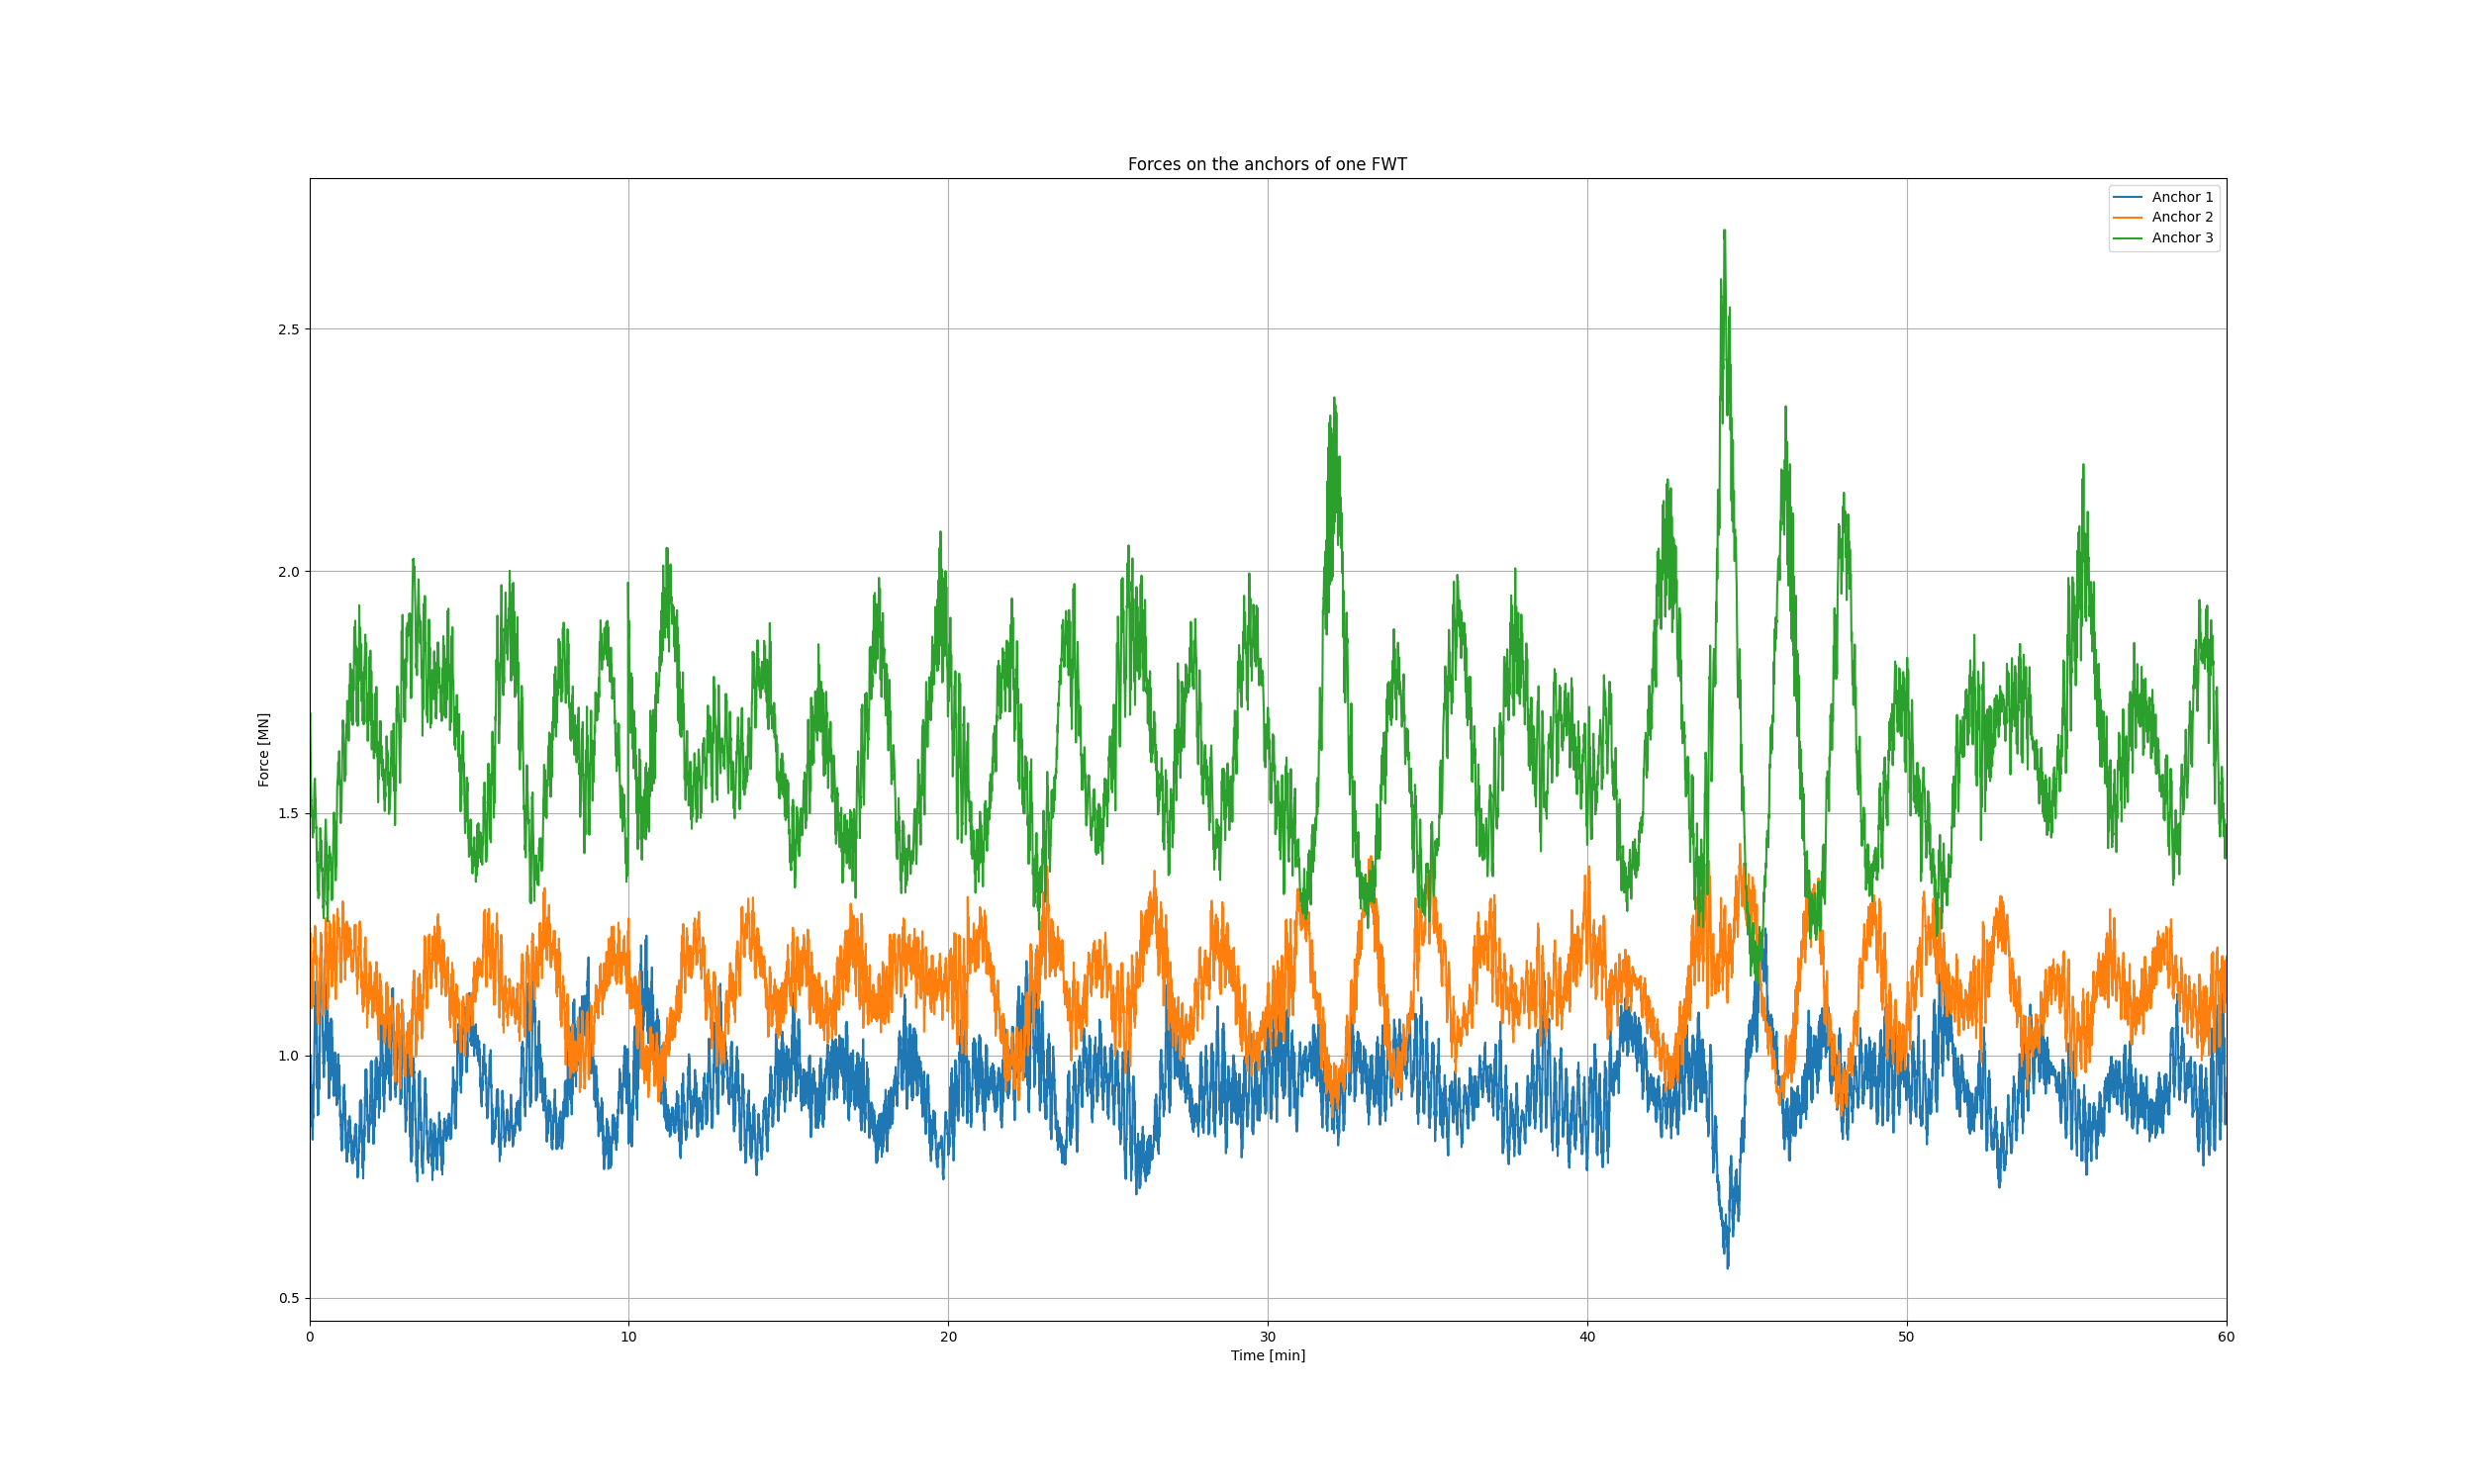 Forces on the anchors of one FWT
Anchor 1
Anchor 2
Anchor 3
Force [MN]
2.5
2.0
1.5
1.0
0.5
0 10 20 30 40 50 60
Time [min]